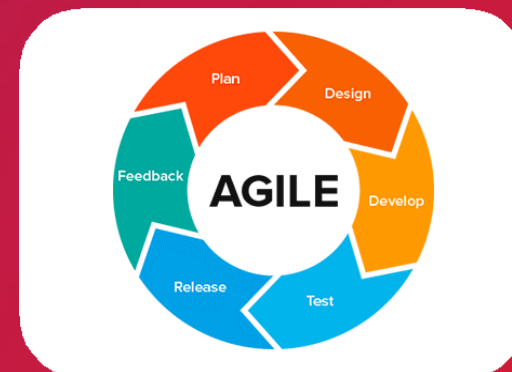 Plan
Design
Feedback
AGILE
Develop
Release
Test